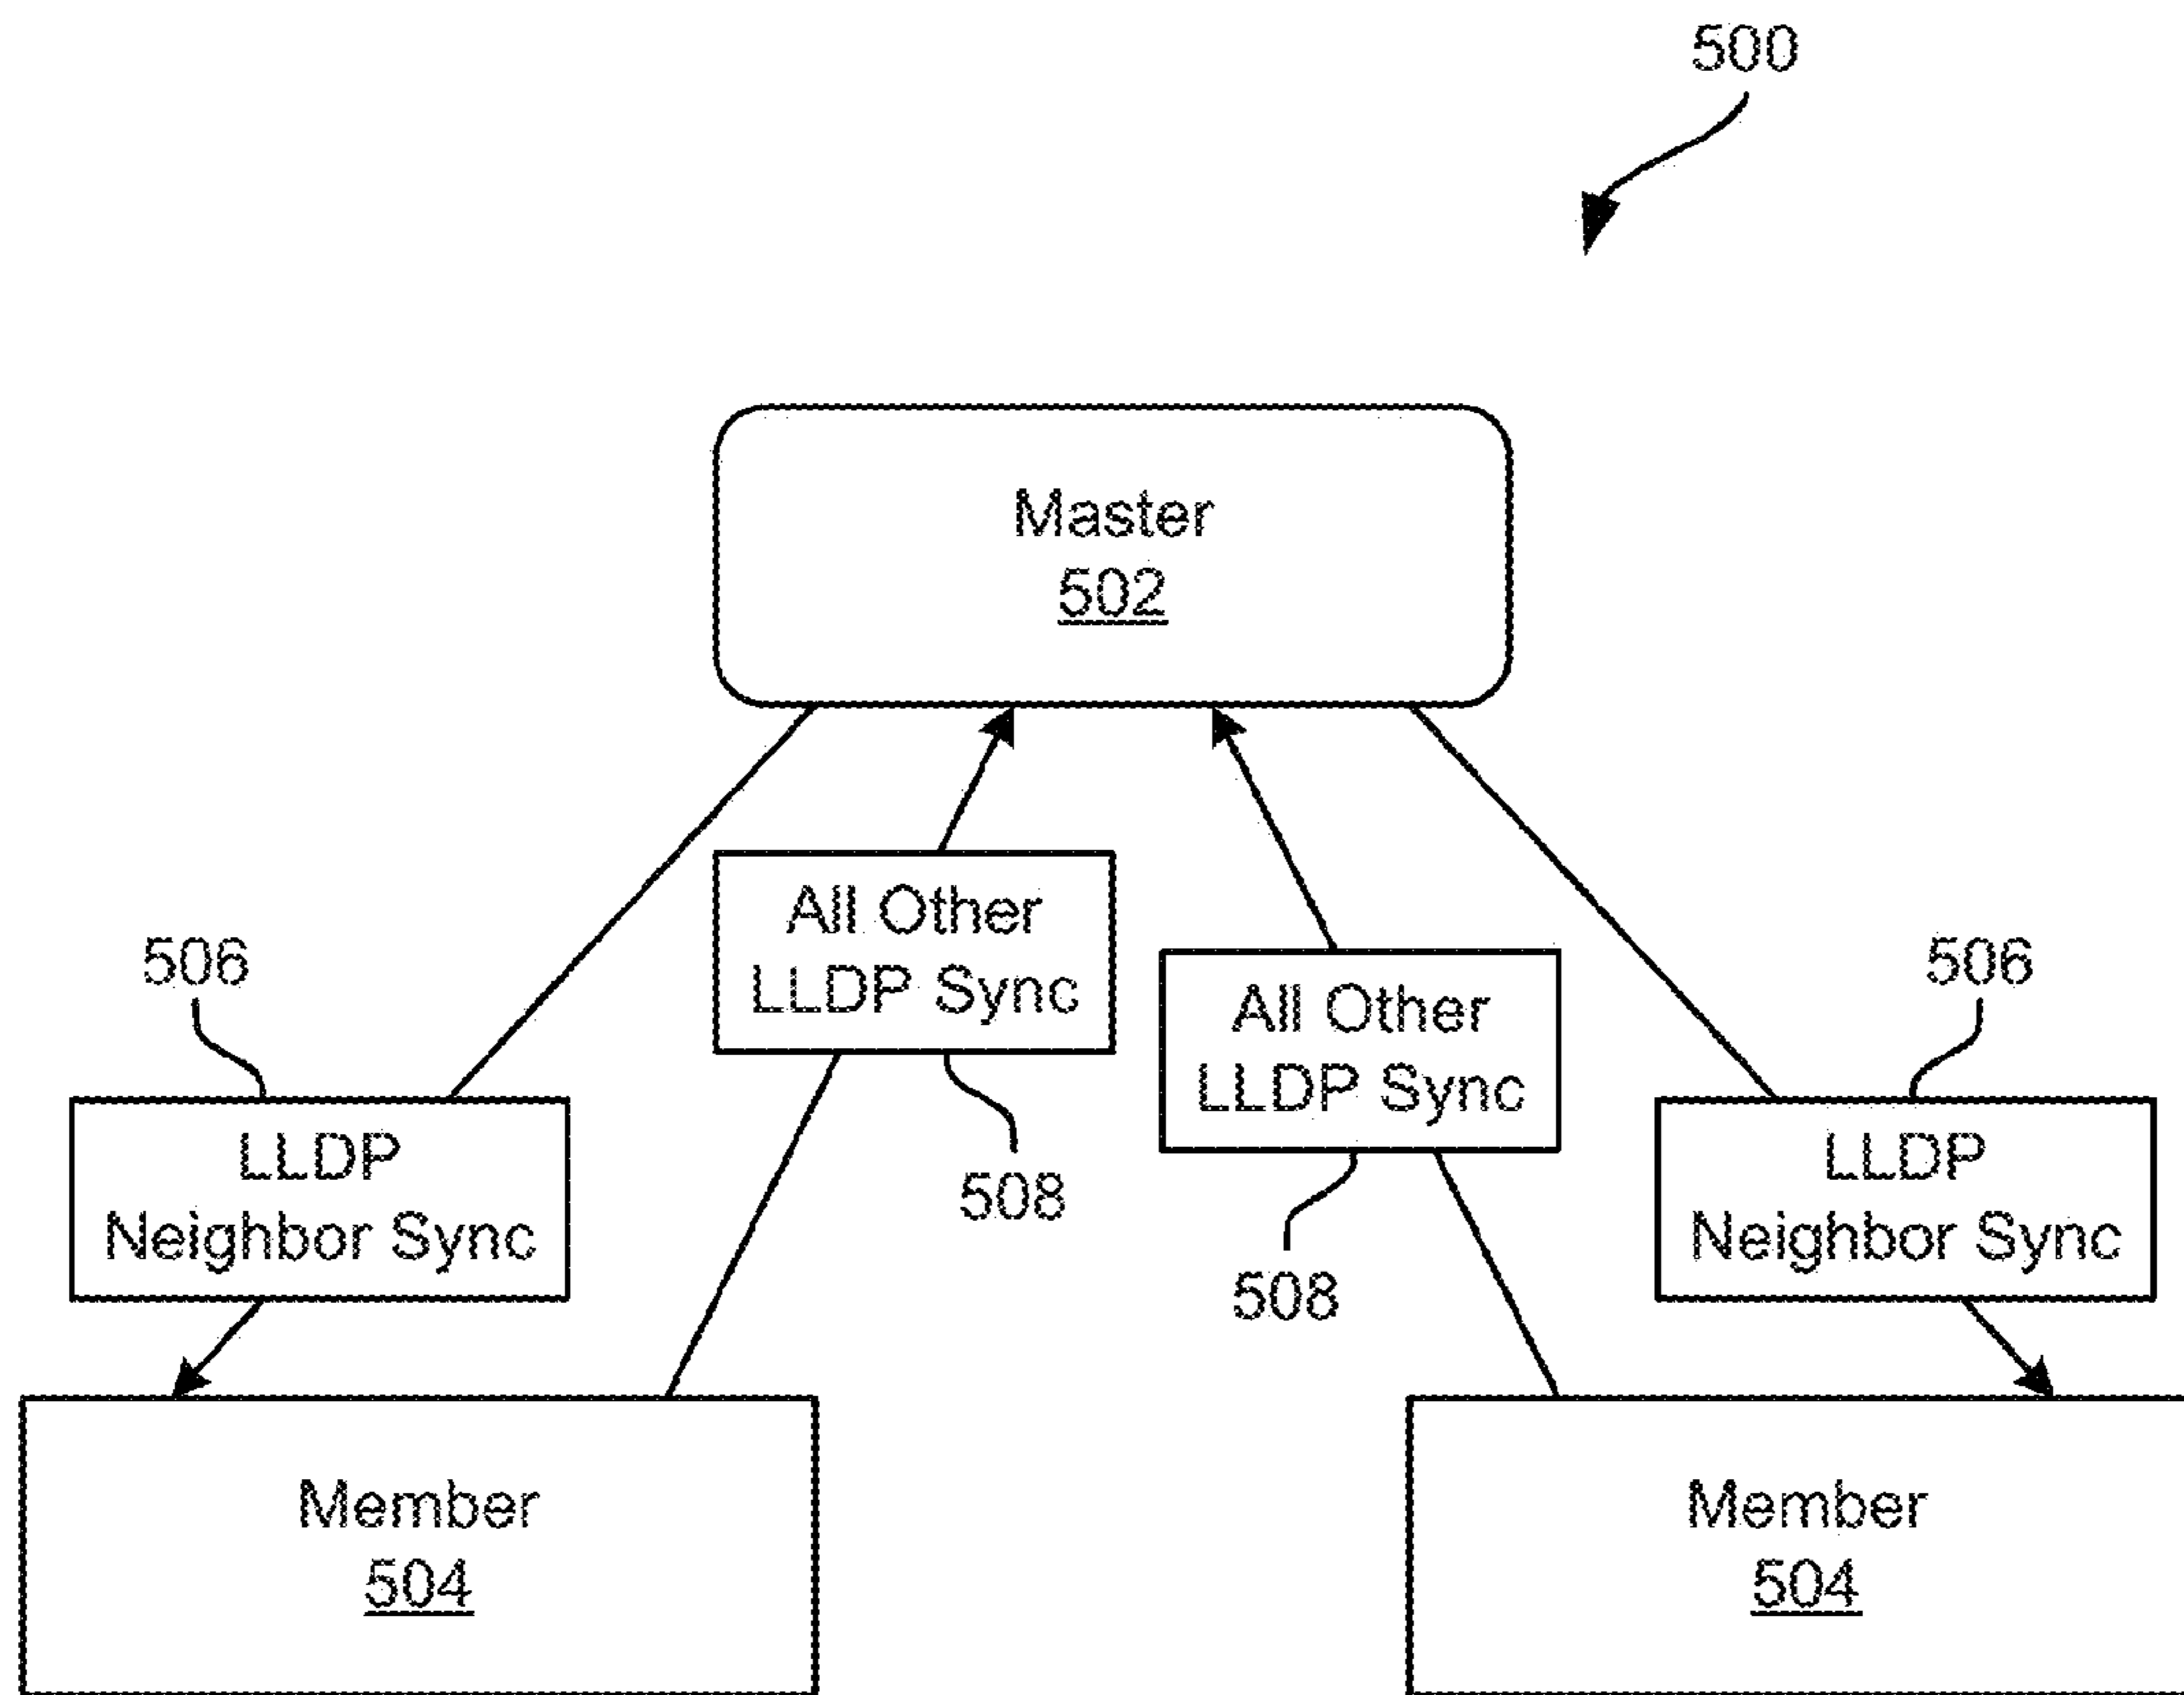 500
Master
502
All Other
LLDP Sync
506
506
All Other
LLDP Sync
LLDP
Neighbor Sync
508
LLDP
Neighbor Sync
508
Member
504
Member
504